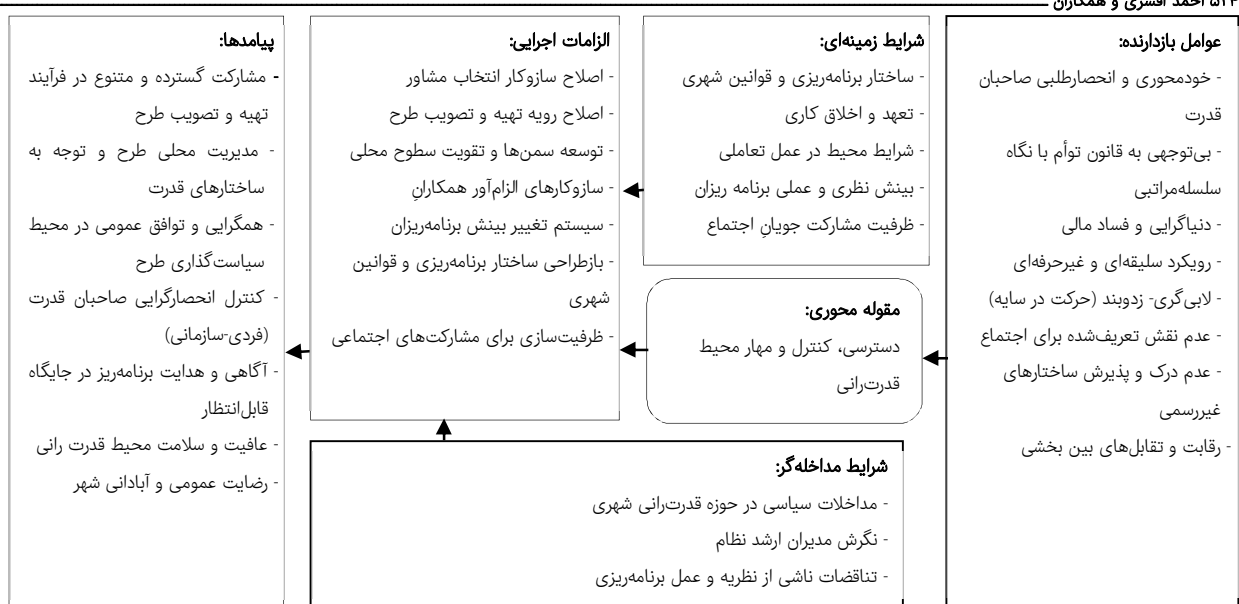 ۵۲۴ احمد افسری و همکاران
عوامل بازدارنده:
- خودمحوری و انحصارطلبی صاحبان
قدرت
- بی‌توجهی به قانون توأم با نگاه
سلسله‌مراتبی
- دنیاگرایی و فساد مالی
- رویکرد سلیقه‌ای و غیرحرفه‌ای
- لابی‌گری- زدوبند (حرکت در سایه)
- عدم نقش تعریف‌شده برای اجتماع
- عدم درک و پذیرش ساختارهای
غیررسمی
- رقابت و تقابل‌های بین بخشی
شرایط زمینه‌ای:
- ساختار برنامه‌ریزی و قوانین شهری
- تعهد و اخلاق کاری
- شرایط محیط در عمل تعاملی
- بینش نظری و عملی برنامه ریزان
- ظرفیت مشارکت جویانِ اجتماع
مقوله محوری:
دسترسی، کنترل و مهار محیط
قدرت‌رانی
شرایط مداخله‌گر:
- مداخلات سیاسی در حوزه قدرت‌رانی شهری
- نگرش مدیران ارشد نظام
- تناقضات ناشی از نظریه و عمل برنامه‌ریزی
الزامات اجرایی:
- اصلاح سازوکار انتخاب مشاور
- اصلاح رویه تهیه و تصویب طرح
- توسعه سمن‌ها و تقویت سطوح محلی
- سازوکارهای الزام‌آور همکارانِ
- سیستم تغییر بینش برنامه‌ریزان
- بازطراحی ساختار برنامه‌ریزی و قوانین
شهری
- ظرفیت‌سازی برای مشارکت‌های اجتماعی
پیامدها:
- مشارکت گسترده و متنوع در فرآیند
تهیه و تصویب طرح
- مدیریت محلی طرح و توجه به
ساختارهای قدرت
- همگرایی و توافق عمومی در محیط
سیاست‌گذاری طرح
- کنترل انحصارگرایی صاحبان قدرت
(فردی-سازمانی)
- آگاهی و هدایت برنامه‌ریز در جایگاه
قابل‌انتظار
- عافیت و سلامت محیط قدرت رانی
- رضایت عمومی و آبادانی شهر